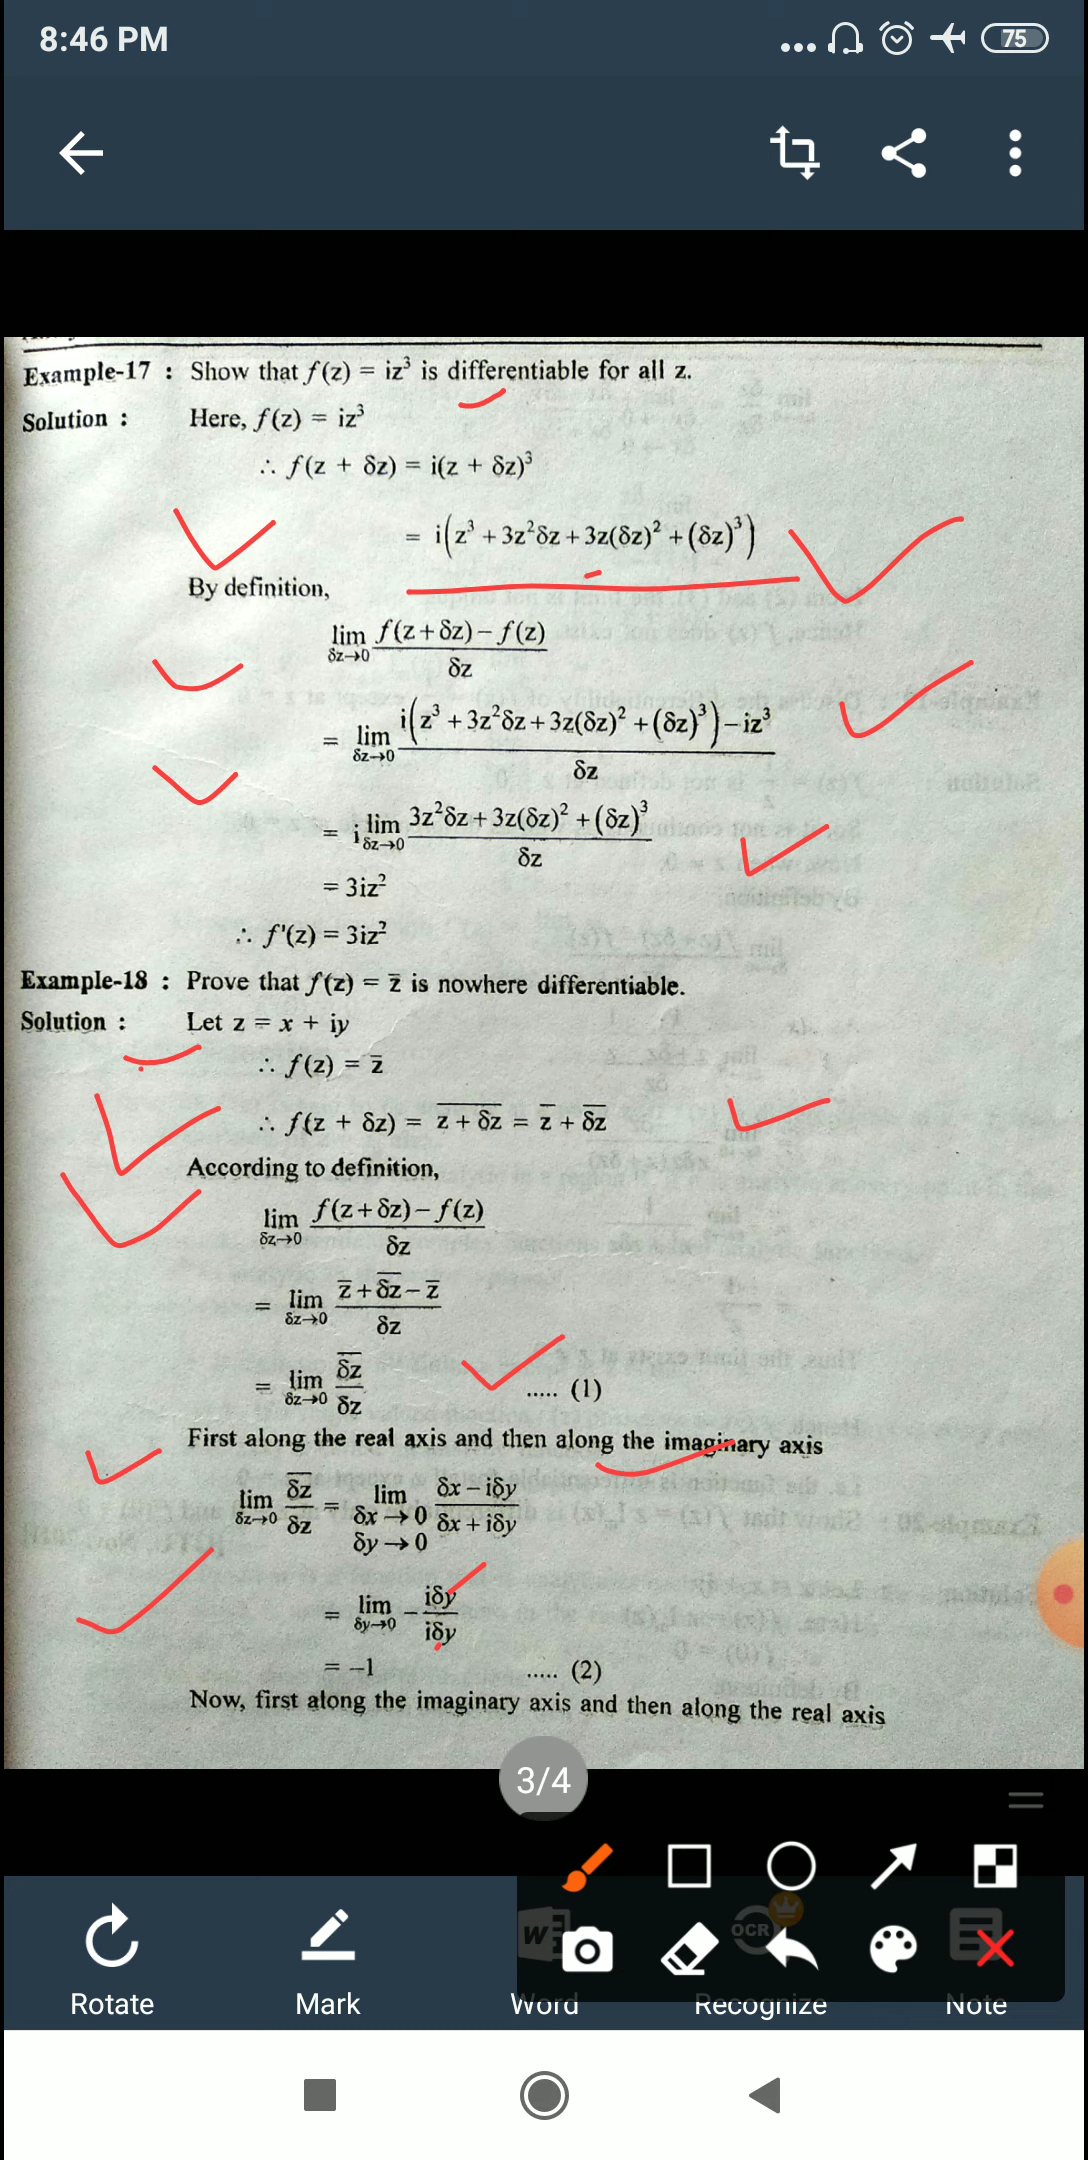 8:46 PM
75
Example-17 : Show that f(z) = iz³ is differentiable for all z.
Solution : Here, f(z) = iz³
∴ f(z + δz) = i(z + δz)³
= i(z³ + 3z²δz + 3z(δz)² + (δz)³)
By definition,
lim δz→0 f(z+δz) − f(z) / δz
= lim δz→0 i(z³ + 3z²δz + 3z(δz)² + (δz)³) − iz³ / δz
= i lim δz→0 3z²δz + 3z(δz)² + (δz)³ / δz
= 3iz²
∴ f'(z) = 3iz²
Example-18 : Prove that f(z) = z̅ is nowhere differentiable.
Solution : Let z = x + iy
∴ f(z) = z̅
∴ f(z + δz) = \overline{z + δz} = z̅ + \overline{δz}
According to definition,
lim δz→0 f(z+δz) − f(z) / δz
= lim δz→0 z̅ + \overline{δz} − z̅ / δz
= lim δz→0 \overline{δz} / δz ..... (1)
First along the real axis and then along the imaginary axis
lim δz→0 \overline{δz} / δz = lim δx→0 δy→0 δx − iδy / δx + iδy
= lim δy→0 − iδy / iδy
= −1 ..... (2)
Now, first along the imaginary axis and then along the real axis
3/4
W
OCR
Rotate
Mark
Word
Recognize
Note